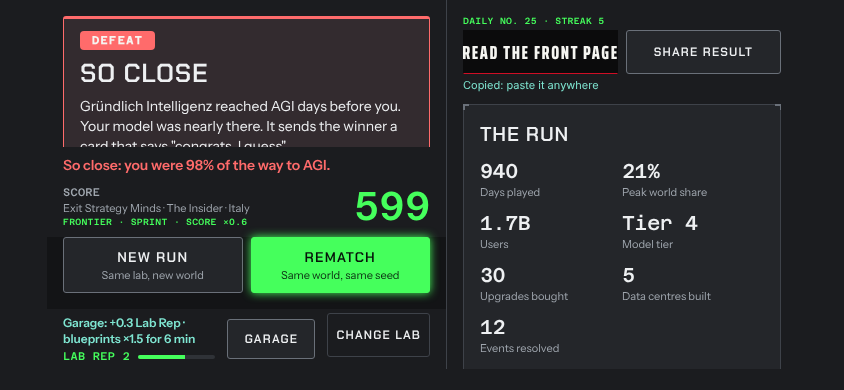 DEFEAT
SO CLOSE
Gründlich Intelligenz reached AGI days before you.
Your model was nearly there. It sends the winner a
card that says "congrats, I guess"
So close: you were 98% of the way to AGI.
SCORE
Exit Strategy Minds · The Insider · Italy
FRONTIER · SPRINT · SCORE ×0.6
599
NEW RUN
Same lab, new world
REMATCH
Same world, same seed
Garage: +0.3 Lab Rep ·
blueprints ×1.5 for 6 min
LAB REP 2
GARAGE
CHANGE LAB
DAILY NO. 25 · STREAK 5
READ THE FRONT PAGE
SHARE RESULT
Copied: paste it anywhere
THE RUN
940
Days played
21%
Peak world share
1.7B
Users
Tier 4
Model tier
30
Upgrades bought
5
Data centres built
12
Events resolved